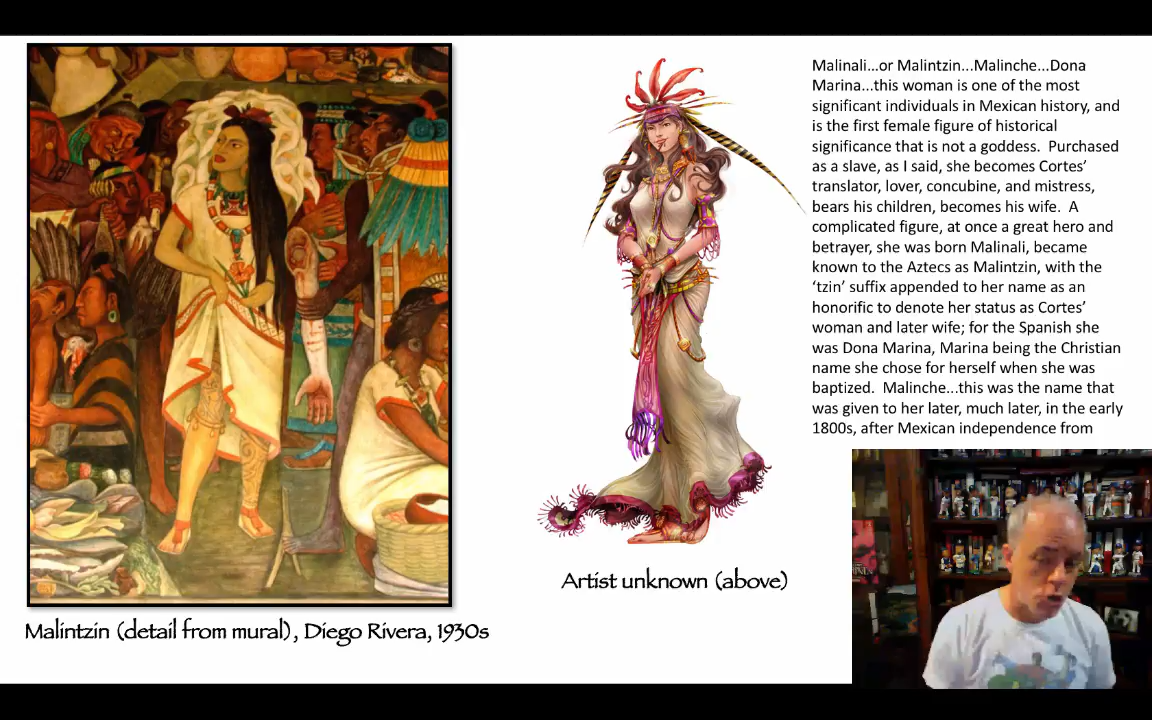 Malinali...or Malintzin...Malinche...Dona
Marina...this woman is one of the most
significant individuals in Mexican history, and
is the first female figure of historical
significance that is not a goddess.  Purchased
as a slave, as I said, she becomes Cortes’
translator, lover, concubine, and mistress,
bears his children, becomes his wife.  A
complicated figure, at once a great hero and
betrayer, she was born Malinali, became
known to the Aztecs as Malintzin, with the
‘tzin’ suffix appended to her name as an
honorific to denote her status as Cortes’
woman and later wife; for the Spanish she
was Dona Marina, Marina being the Christian
name she chose for herself when she was
baptized.  Malinche...this was the name that
was given to her later, much later, in the early
1800s, after Mexican independence from
Artist unknown (above)
Malintzin (detail from mural), Diego Rivera, 1930s